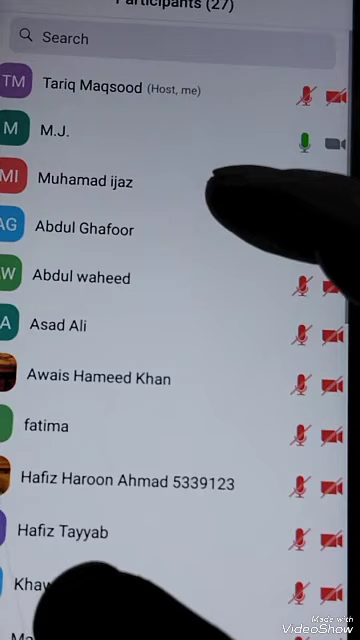 Participants (27)
Search
TM Tariq Maqsood (Host, me)
M M.J.
MI Muhamad ijaz
AG Abdul Ghafoor
W Abdul waheed
A Asad Ali
Awais Hameed Khan
fatima
Hafiz Haroon Ahmad 5339123
Hafiz Tayyab
Khaw
Made with
VideoShow